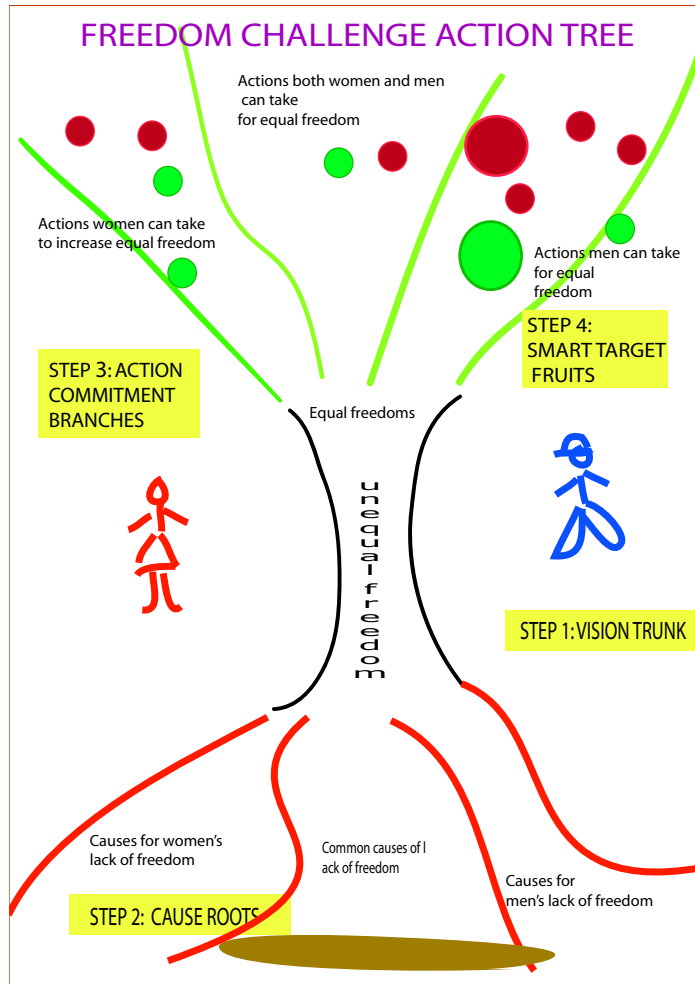 FREEDOM CHALLENGE ACTION TREE
Actions both women and men
can take
for equal freedom
Actions women can take
to increase equal freedom
Actions men can take
for equal
freedom
STEP 4:
SMART TARGET
FRUITS
STEP 3: ACTION
COMMITMENT
BRANCHES
Equal freedoms
unequal freedom
STEP 1: VISION TRUNK
Causes for women's
lack of freedom
Common causes of l
ack of freedom
Causes for
men's lack of freedom
STEP 2: CAUSE ROOTS